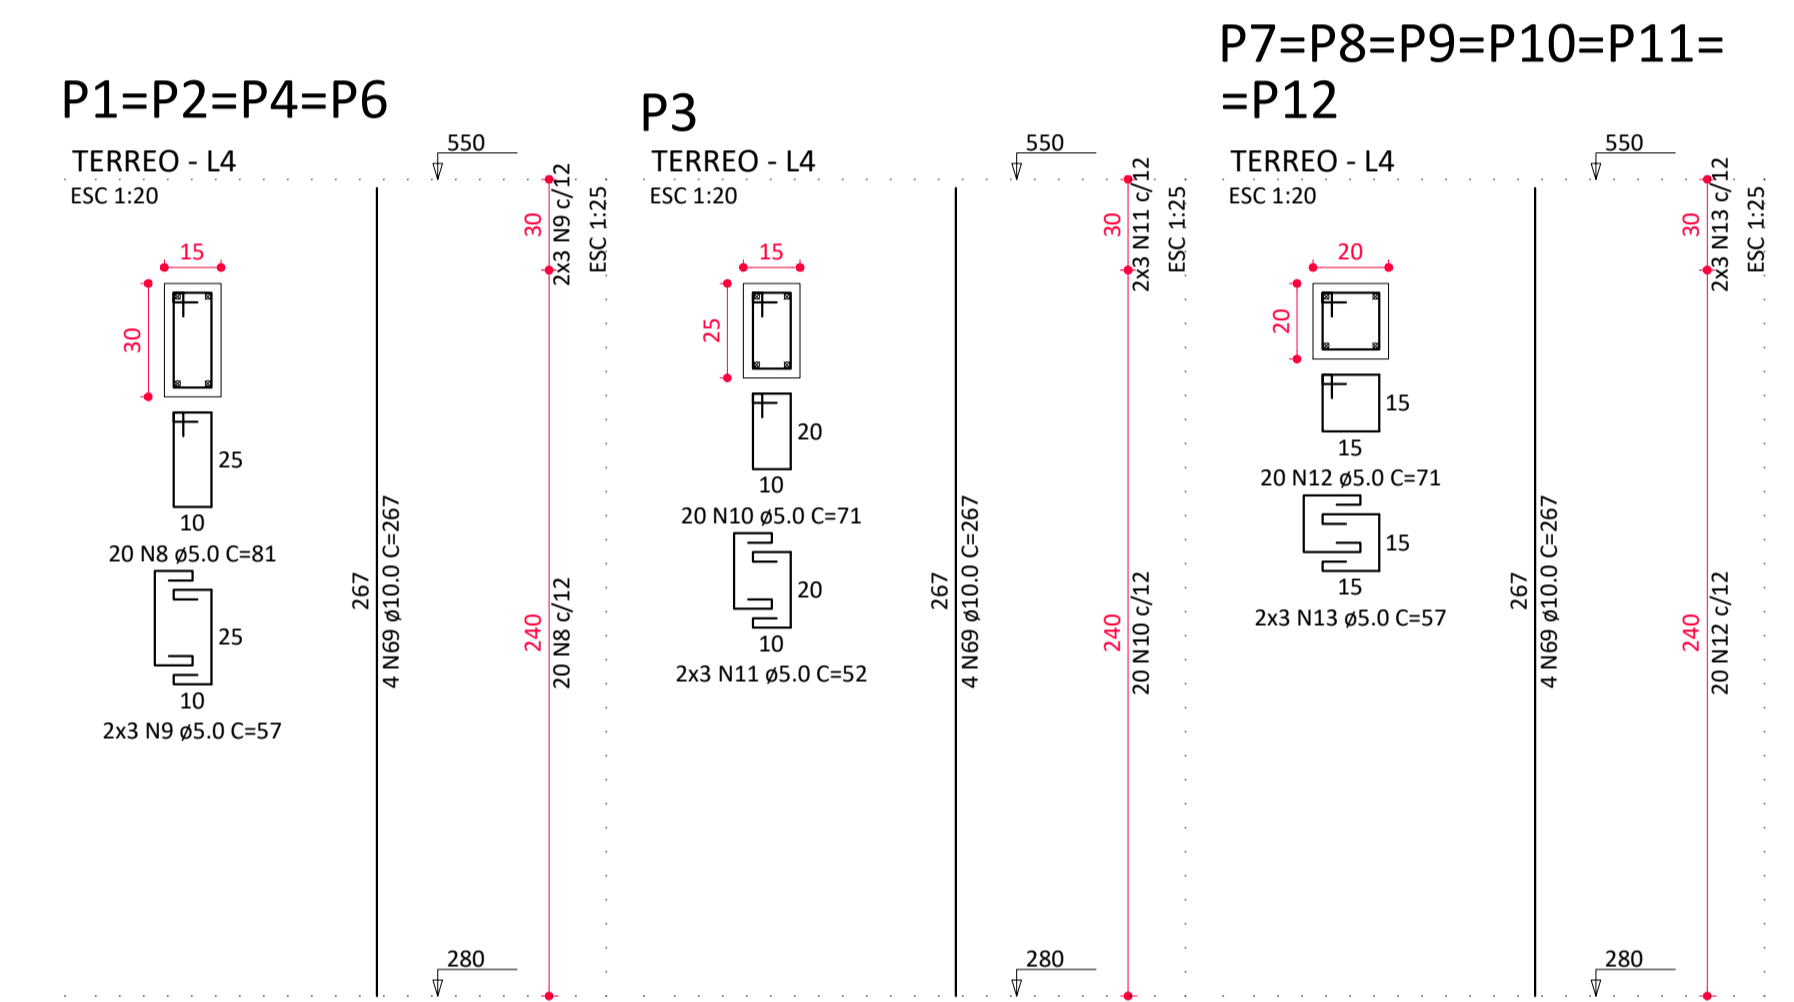 P1=P2=P4=P6
TERREO - L4
ESC 1:20
550
30
2x3 N9 c/12
ESC 1:25
15
30
25
10
20 N8 ø5.0 C=81
25
10
2x3 N9 ø5.0 C=57
267
4 N69 ø10.0 C=267
240
20 N8 c/12
280
P3
TERREO - L4
ESC 1:20
550
30
2x3 N11 c/12
ESC 1:25
15
25
20
10
20 N10 ø5.0 C=71
20
10
2x3 N11 ø5.0 C=52
267
4 N69 ø10.0 C=267
240
20 N10 c/12
280
P7=P8=P9=P10=P11=
=P12
TERREO - L4
ESC 1:20
550
30
2x3 N13 c/12
ESC 1:25
20
20
15
15
20 N12 ø5.0 C=71
15
15
2x3 N13 ø5.0 C=57
267
4 N69 ø10.0 C=267
240
20 N12 c/12
280